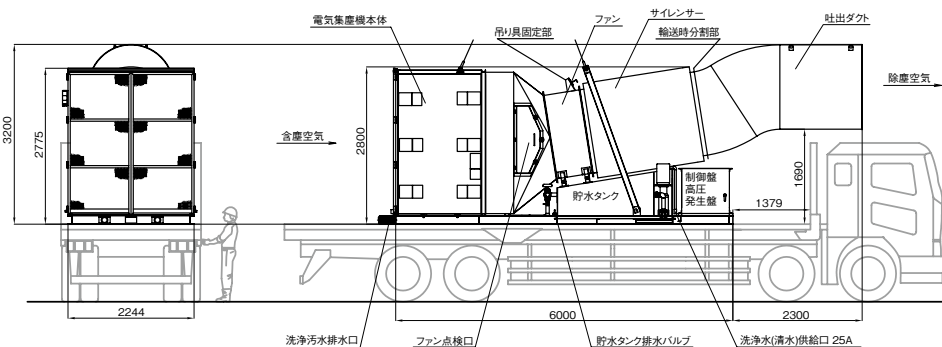 電気集塵機本体
吊り具固定部
ファン
サイレンサー
輸送時分割部
吐出ダクト
除塵空気
含塵空気
3200
2775
2800
貯水タンク
制御盤
高圧
発生盤
1690
1379
2244
6000
2300
洗浄汚水排水口
ファン点検口
貯水タンク排水バルブ
洗浄水(清水)供給口 25A